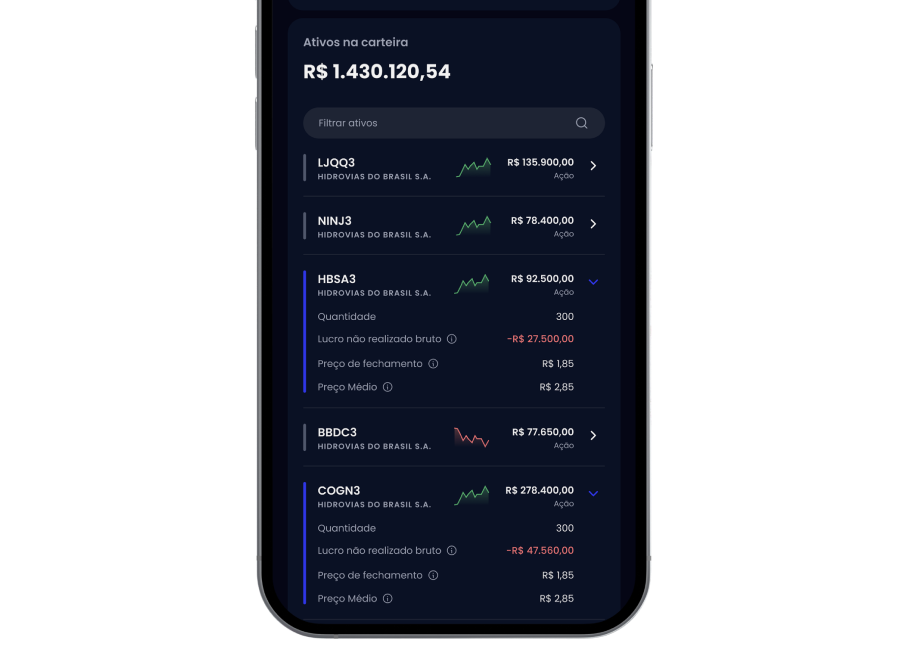 Ativos na carteira
R$ 1.430.120,54
Filtrar ativos
LJQQ3 R$ 135.900,00
HIDROVIAS DO BRASIL S.A. Ação
NINJ3 R$ 78.400,00
HIDROVIAS DO BRASIL S.A. Ação
HBSA3 R$ 92.500,00
HIDROVIAS DO BRASIL S.A. Ação
Quantidade 300
Lucro não realizado bruto -R$ 27.500,00
Preço de fechamento R$ 1,85
Preço Médio R$ 2,85
BBDC3 R$ 77.650,00
HIDROVIAS DO BRASIL S.A. Ação
COGN3 R$ 278.400,00
HIDROVIAS DO BRASIL S.A. Ação
Quantidade 300
Lucro não realizado bruto -R$ 47.560,00
Preço de fechamento R$ 1,85
Preço Médio R$ 2,85